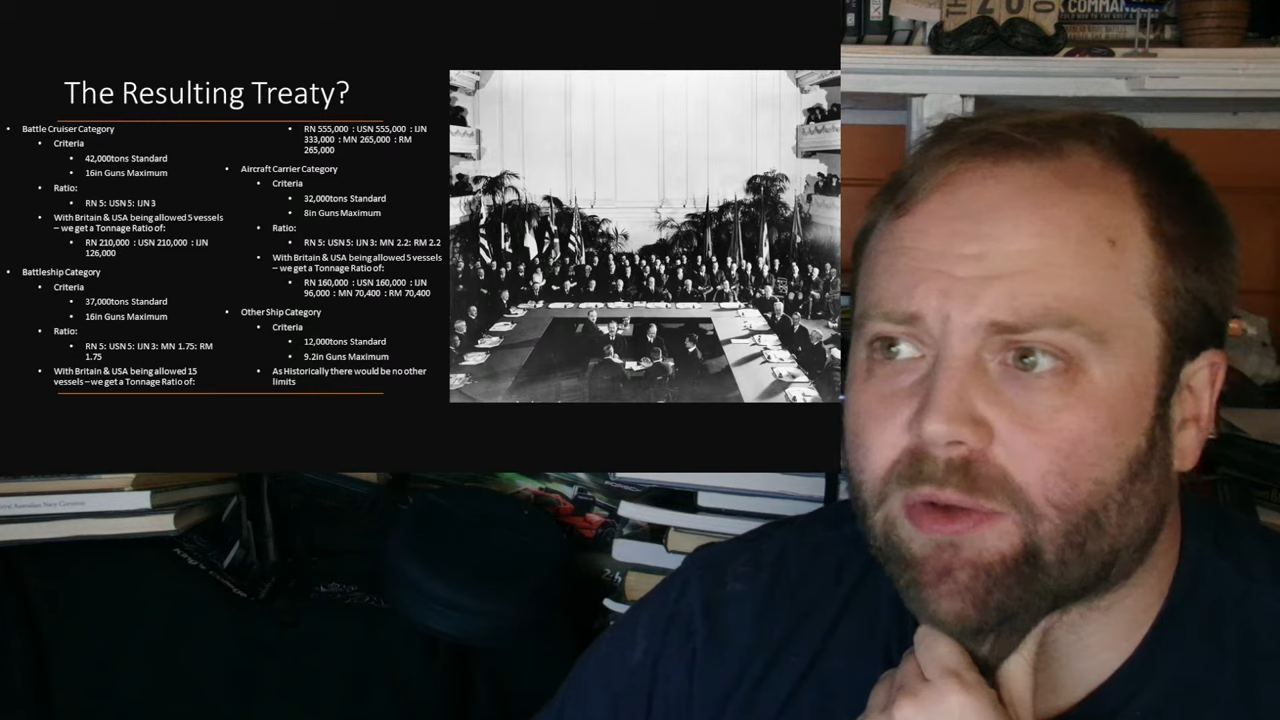 The Resulting Treaty?
• Battle Cruiser Category
• Criteria
• 42,000tons Standard
• 16in Guns Maximum
• Ratio:
• RN 5: USN 5: IJN 3
• With Britain & USA being allowed 5 vessels
– we get a Tonnage Ratio of:
• RN 210,000 : USN 210,000 : IJN
126,000
• Battleship Category
• Criteria
• 37,000tons Standard
• 16in Guns Maximum
• Ratio:
• RN 5: USN 5: IJN 3: MN 1.75: RM
1.75
• With Britain & USA being allowed 15
vessels – we get a Tonnage Ratio of:
• RN 555,000 : USN 555,000 : IJN
333,000 : MN 265,000 : RM
265,000
• Aircraft Carrier Category
• Criteria
• 32,000tons Standard
• 8in Guns Maximum
• Ratio:
• RN 5: USN 5: IJN 3: MN 2.2: RM 2.2
• With Britain & USA being allowed 5 vessels
– we get a Tonnage Ratio of:
• RN 160,000 : USN 160,000 : IJN
96,000 : MN 70,400 : RM 70,400
• Other Ship Category
• Criteria
• 12,000tons Standard
• 9.2in Guns Maximum
• As Historically there would be no other
limits
COMMAND